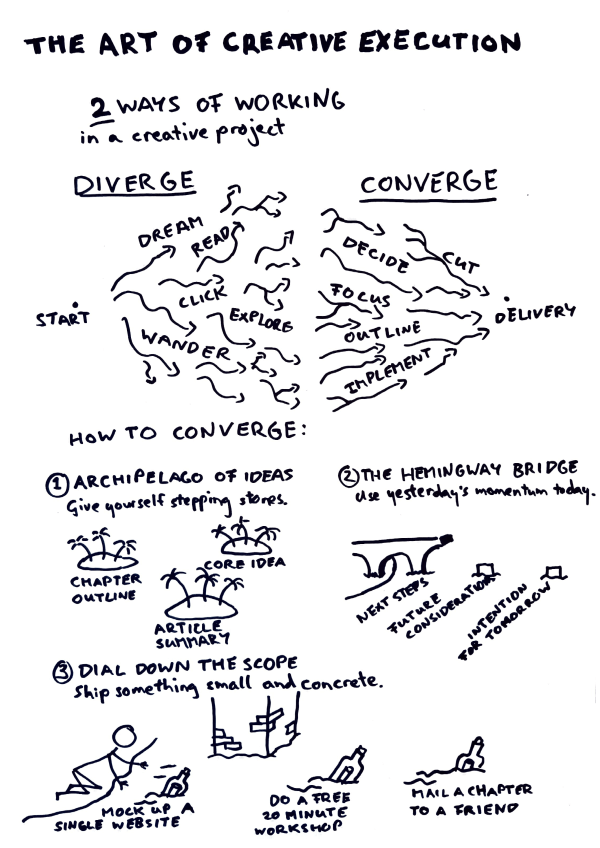 THE ART OF CREATIVE EXECUTION
2 WAYS OF WORKING
in a creative project
DIVERGE
CONVERGE
DREAM
READ
CLICK
EXPLORE
WANDER
START
DECIDE
CUT
FOCUS
OUTLINE
IMPLEMENT
DELIVERY
HOW TO CONVERGE:
1 ARCHIPELAGO OF IDEAS
Give yourself stepping stones.
CHAPTER
OUTLINE
CORE IDEA
ARTICLE
SUMMARY
2 THE HEMINGWAY BRIDGE
Use yesterday's momentum today.
NEXT STEPS
FUTURE
CONSIDERATION
INTENTION
FOR TOMORROW
3 DIAL DOWN THE SCOPE
Ship something small and concrete.
MOCK UP A
SINGLE WEBSITE
DO A FREE
20 MINUTE
WORKSHOP
MAIL A CHAPTER
TO A FRIEND